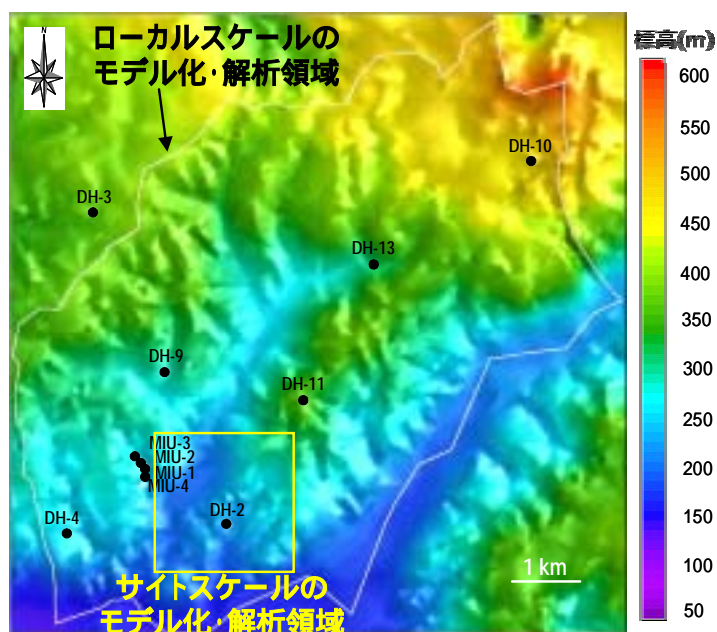 N
ローカルスケールの
モデル化・解析領域
標高(m)
600
550
500
450
400
350
300
250
200
150
100
50
DH-10
DH-3
DH-13
DH-9
DH-11
MIU-3
MIU-2
MIU-1
MIU-4
DH-2
DH-4
1 km
サイトスケールの
モデル化・解析領域